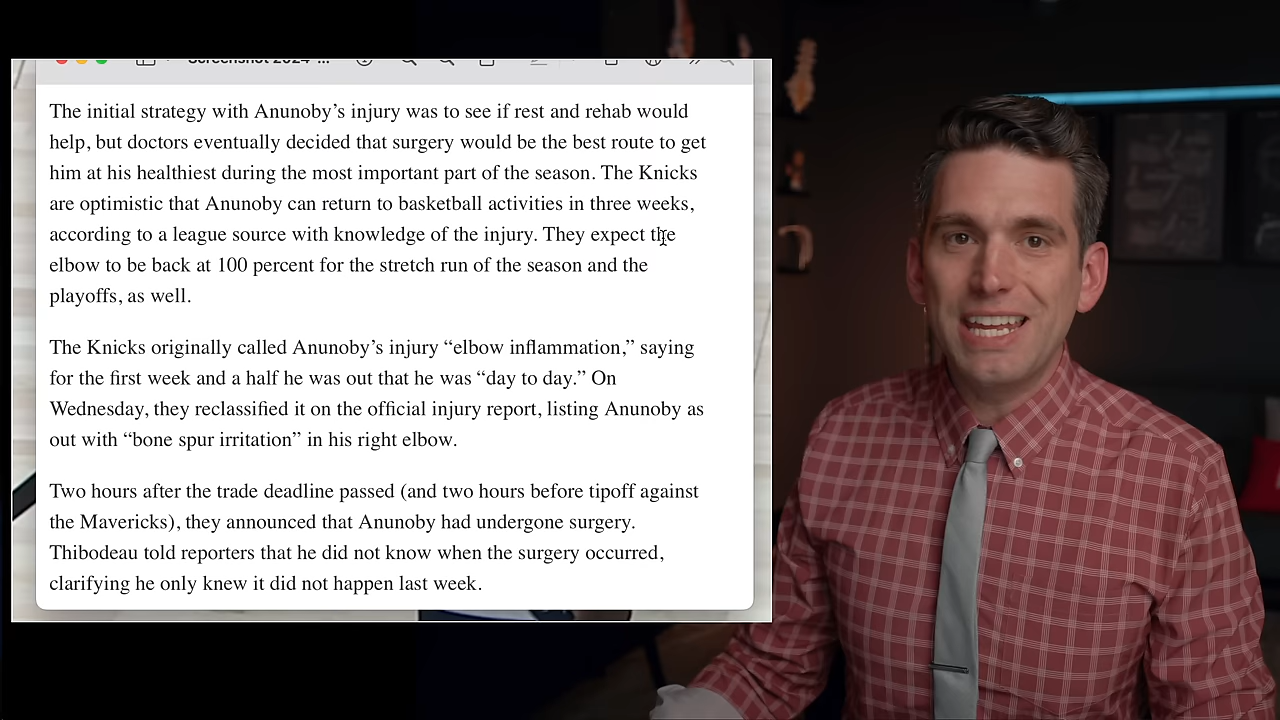 Screenshot 2024-...
The initial strategy with Anunoby’s injury was to see if rest and rehab would
help, but doctors eventually decided that surgery would be the best route to get
him at his healthiest during the most important part of the season. The Knicks
are optimistic that Anunoby can return to basketball activities in three weeks,
according to a league source with knowledge of the injury. They expect the
elbow to be back at 100 percent for the stretch run of the season and the
playoffs, as well.
The Knicks originally called Anunoby’s injury “elbow inflammation,” saying
for the first week and a half he was out that he was “day to day.” On
Wednesday, they reclassified it on the official injury report, listing Anunoby as
out with “bone spur irritation” in his right elbow.
Two hours after the trade deadline passed (and two hours before tipoff against
the Mavericks), they announced that Anunoby had undergone surgery.
Thibodeau told reporters that he did not know when the surgery occurred,
clarifying he only knew it did not happen last week.